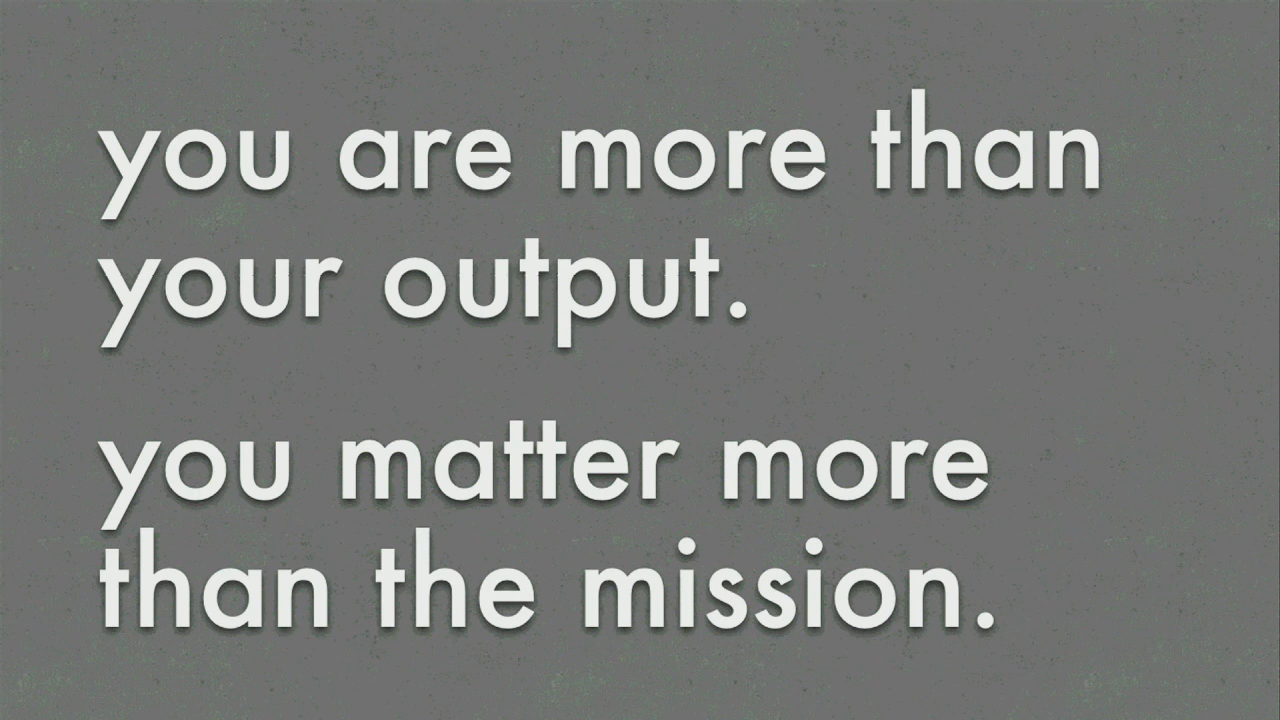 you are more than
your output.
you matter more
than the mission.